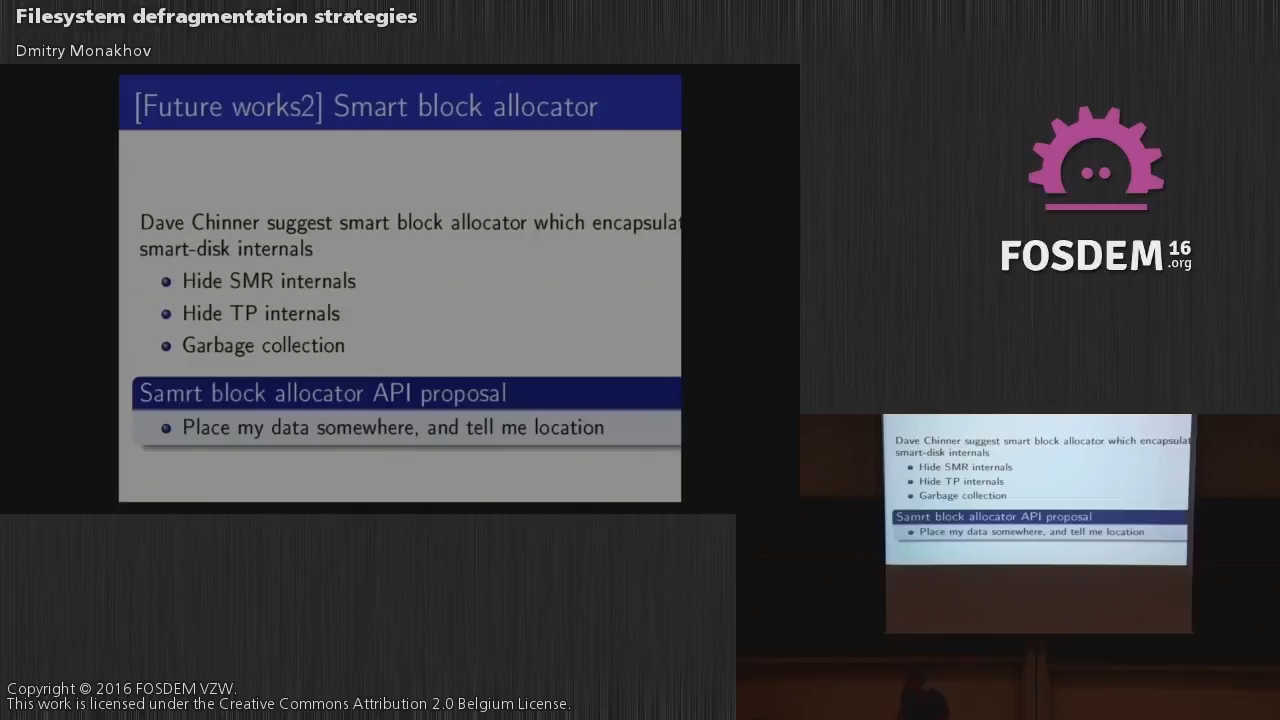 Filesystem defragmentation strategies
Dmitry Monakhov
[Future works2] Smart block allocator
Dave Chinner suggest smart block allocator which encapsulat
smart-disk internals
Hide SMR internals
Hide TP internals
Garbage collection
Samrt block allocator API proposal
Place my data somewhere, and tell me location
FOSDEM 16 .org
Dave Chinner suggest smart block allocator which encapsulat
smart-disk internals
Hide SMR internals
Hide TP internals
Garbage collection
Samrt block allocator API proposal
Place my data somewhere, and tell me location
Copyright © 2016 FOSDEM VZW.
This work is licensed under the Creative Commons Attribution 2.0 Belgium License.